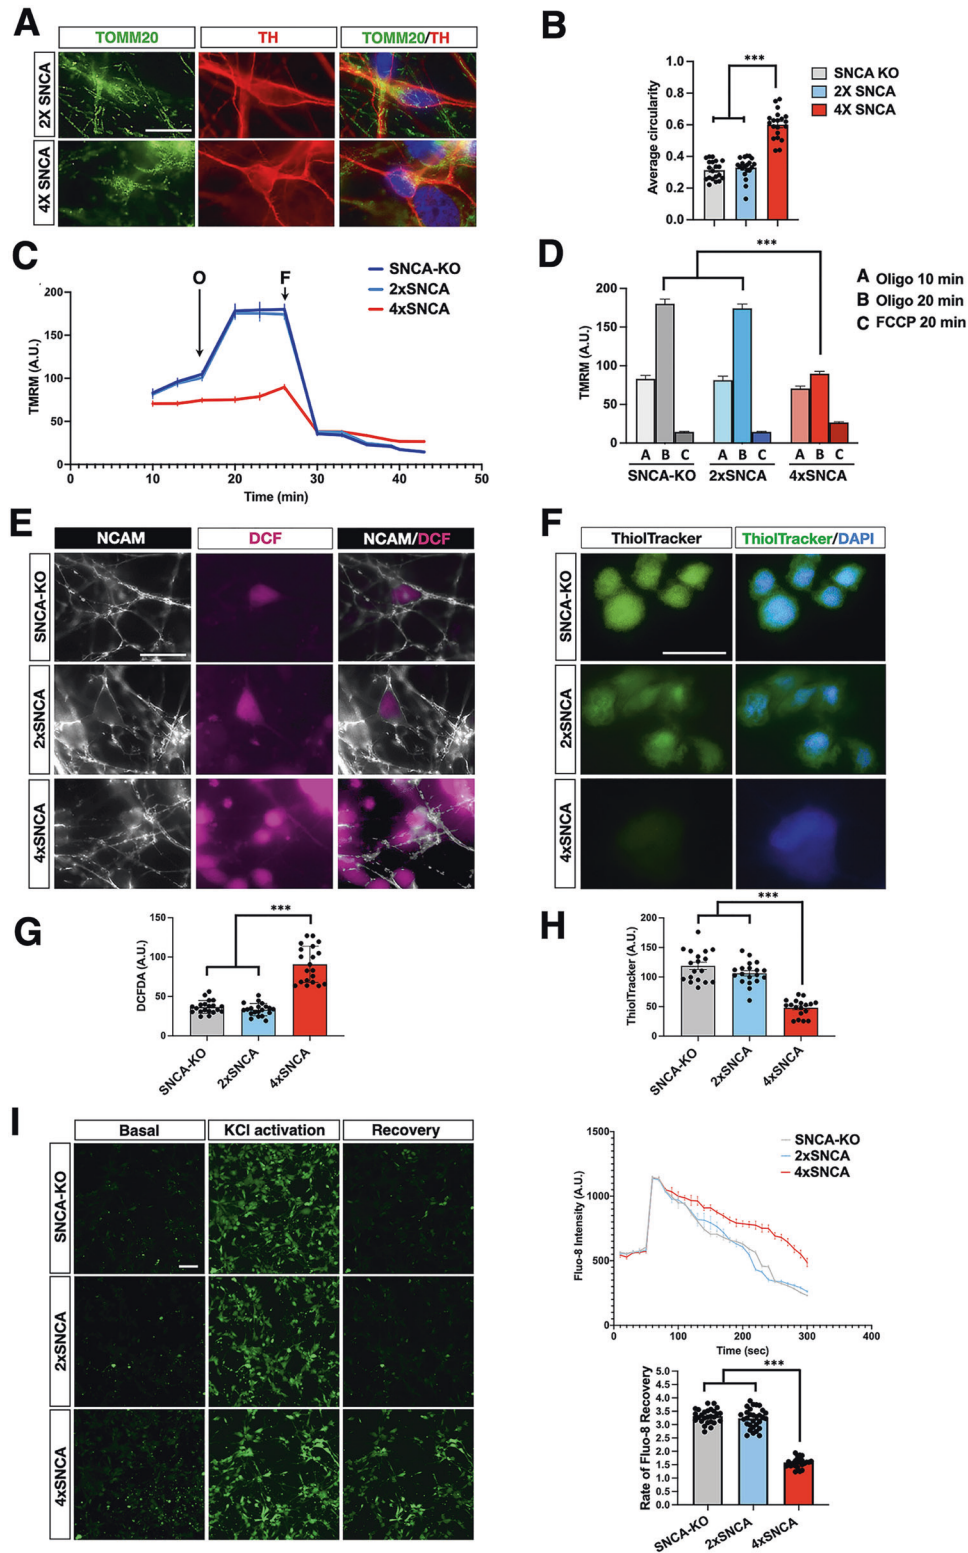 A
TOMM20
TH
TOMM20/TH
2X SNCA
4X SNCA
B
***
SNCA KO
2X SNCA
4X SNCA
Average circularity
1.0
0.8
0.6
0.4
0.2
0.0
C
O
F
SNCA-KO
2xSNCA
4xSNCA
TMRM (A.U.)
200
150
100
50
0
0
10
20
30
40
50
Time (min)
D
***
A Oligo 10 min
B Oligo 20 min
C FCCP 20 min
TMRM (A.U.)
200
150
100
50
0
A B C
A B C
A B C
SNCA-KO
2xSNCA
4xSNCA
E
NCAM
DCF
NCAM/DCF
SNCA-KO
2xSNCA
4xSNCA
F
ThiolTracker
ThiolTracker/DAPI
SNCA-KO
2xSNCA
4xSNCA
G
***
DCFDA (A.U.)
150
100
50
0
SNCA-KO
2xSNCA
4xSNCA
H
***
ThiolTracker (A.U.)
200
150
100
50
0
SNCA-KO
2xSNCA
4xSNCA
I
Basal
KCl activation
Recovery
SNCA-KO
2xSNCA
4xSNCA
Fluo-8 Intensity (A.U.)
1500
1000
500
0
SNCA-KO
2xSNCA
4xSNCA
100
200
300
400
Time (sec)
***
Rate of Fluo-8 Recovery
5.0
4.5
4.0
3.5
3.0
2.5
2.0
1.5
1.0
0.5
0.0
SNCA-KO
2xSNCA
4xSNCA